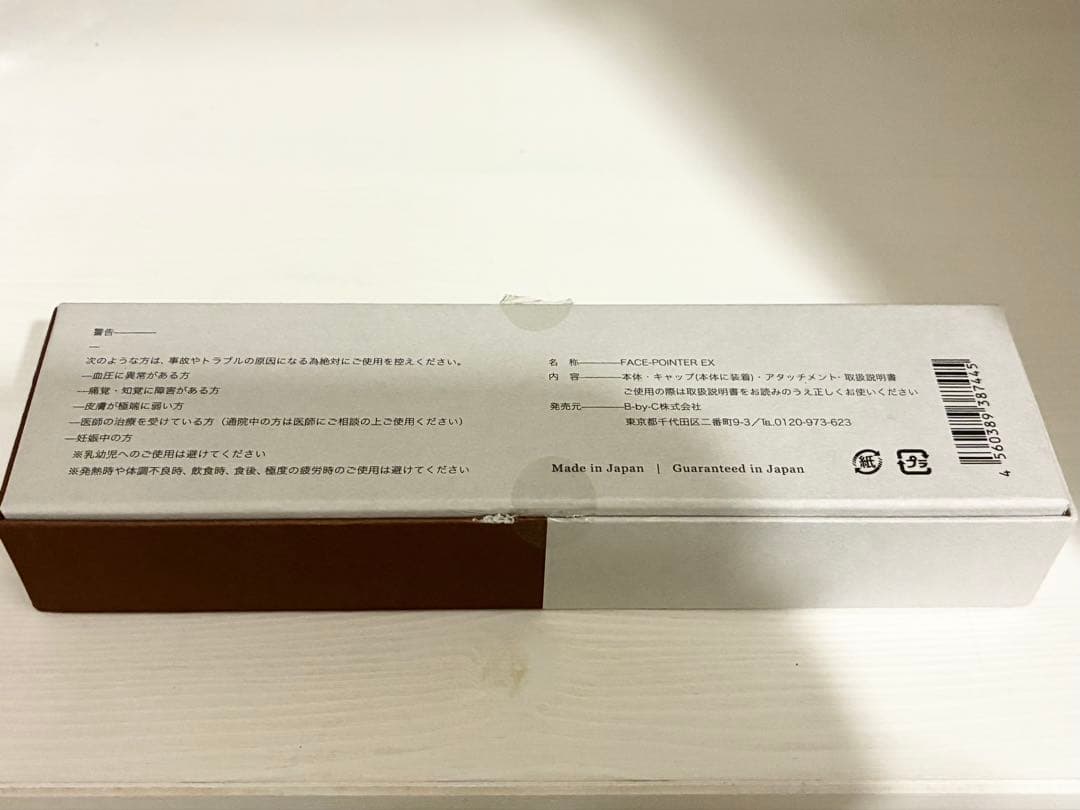 警告————
—
次のような方は、事故やトラブルの原因になる為絶対にご使用を控えください。
—血圧に異常がある方
—痛覚・知覚に障害がある方
—皮膚が極端に弱い方
—医師の治療を受けている方（通院中の方は医師にご相談の上ご使用ください）
—妊娠中の方
※乳幼児へのご使用は避けてください
※発熱時や体調不良時、飲食時、食後、極度の疲労時のご使用は避けてください
名 称————FACE-POINTER EX
内 容————本体・キャップ(本体に装着)・アタッチメント・取扱説明書
ご使用の際は取扱説明書をお読みのうえ正しくお使いください
発売元————B-by-C株式会社
東京都千代田区二番町9-3／℡.0120-973-623
Made in Japan | Guaranteed in Japan
紙
プラ
4 560389 387445